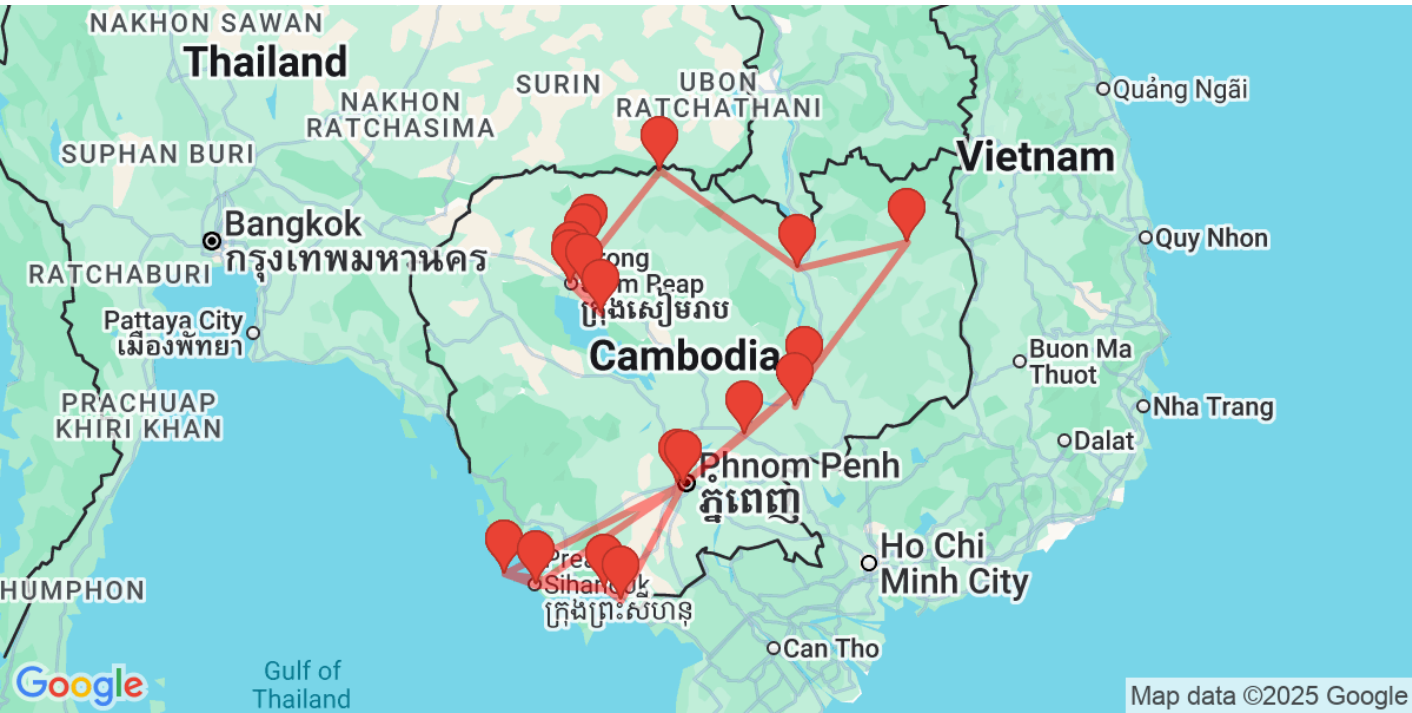 NAKHON SAWAN
Thailand
SURIN
UBON
RATCHATHANI
NAKHON
RATCHASIMA
Quảng Ngãi
SUPHAN BURI
Vietnam
Bangkok
กรุงเทพมหานคร
Quy Nhon
RATCHABURI
Reap
ក្រុងសៀមរាប
Pattaya City
เมืองพัทยา
Cambodia
Buon Ma
Thuot
PRACHUAP
KHIRI KHAN
Nha Trang
Dalat
Phnom Penh
ភ្នំពេញ
Ho Chi
Minh City
HUMPHON
ក្រុងព្រះសីហនុ
Can Tho
Gulf of
Thailand
Google
Map data ©2025 Google